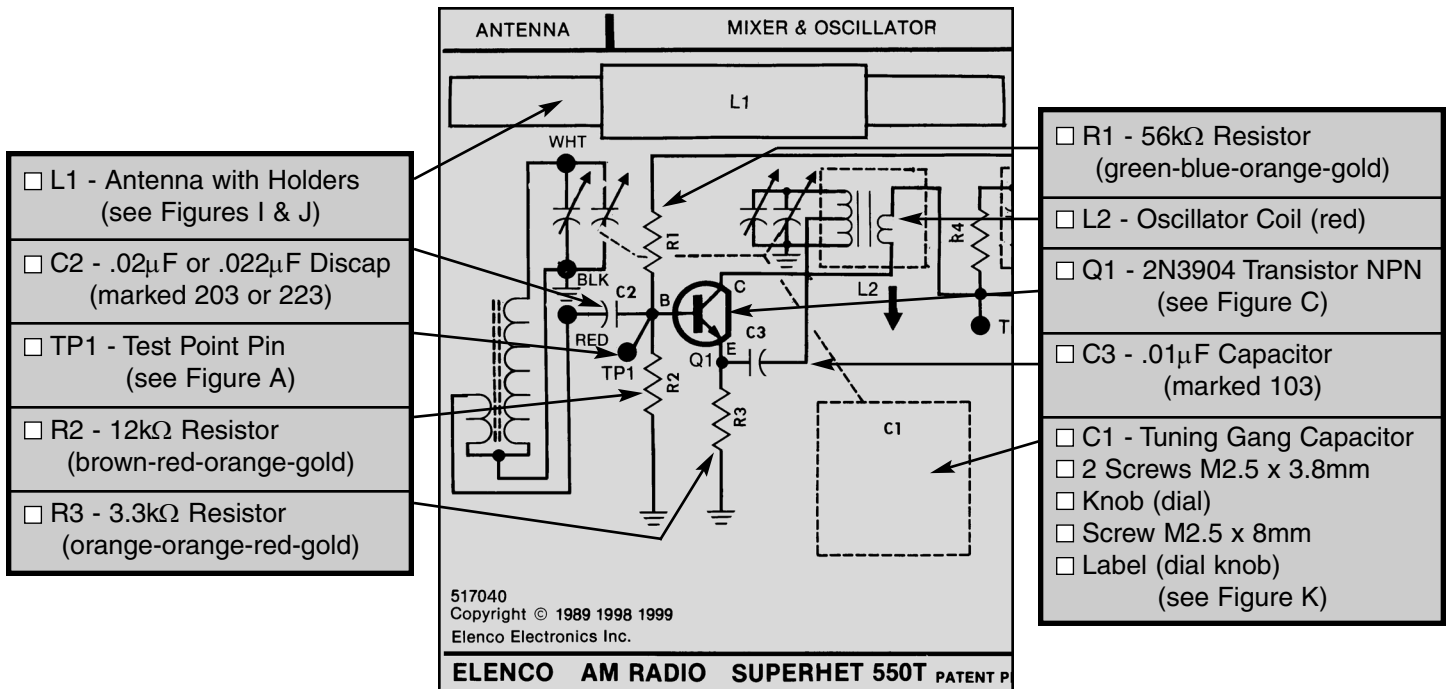 ANTENNA
MIXER & OSCILLATOR
L1
WHT
BLK
C2
RED
TP1
B
C
E
Q1
R1
R2
R3
C3
L2
R4
C1
☐ L1 - Antenna with Holders
(see Figures I & J)
☐ C2 - .02μF or .022μF Discap
(marked 203 or 223)
☐ TP1 - Test Point Pin
(see Figure A)
☐ R2 - 12kΩ Resistor
(brown-red-orange-gold)
☐ R3 - 3.3kΩ Resistor
(orange-orange-red-gold)
☐ R1 - 56kΩ Resistor
(green-blue-orange-gold)
☐ L2 - Oscillator Coil (red)
☐ Q1 - 2N3904 Transistor NPN
(see Figure C)
☐ C3 - .01μF Capacitor
(marked 103)
☐ C1 - Tuning Gang Capacitor
☐ 2 Screws M2.5 x 3.8mm
☐ Knob (dial)
☐ Screw M2.5 x 8mm
☐ Label (dial knob)
(see Figure K)
517040
Copyright © 1989 1998 1999
Elenco Electronics Inc.
ELENCO AM RADIO SUPERHET 550T PATENT